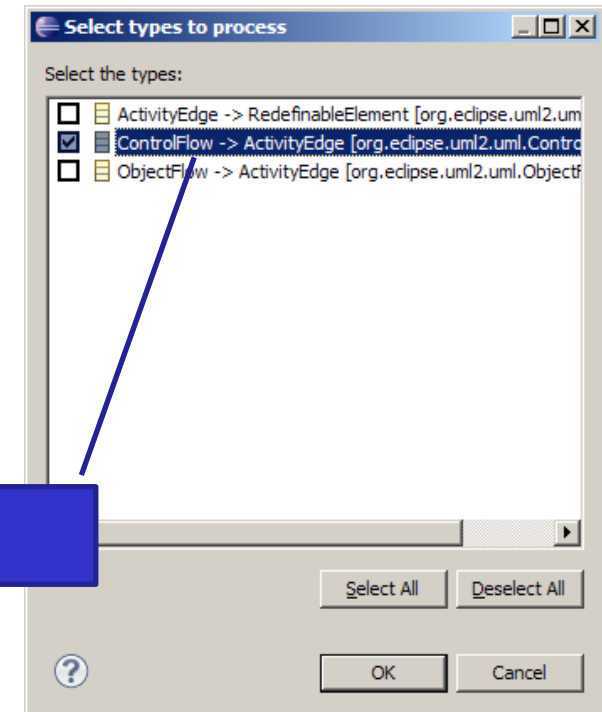 Select types to process
Select the types:
ActivityEdge -> RedefinableElement [org.eclipse.uml2.um
ControlFlow -> ActivityEdge [org.eclipse.uml2.uml.Contro
ObjectFlow -> ActivityEdge [org.eclipse.uml2.uml.Objectf
Select All
Deselect All
?
OK
Cancel